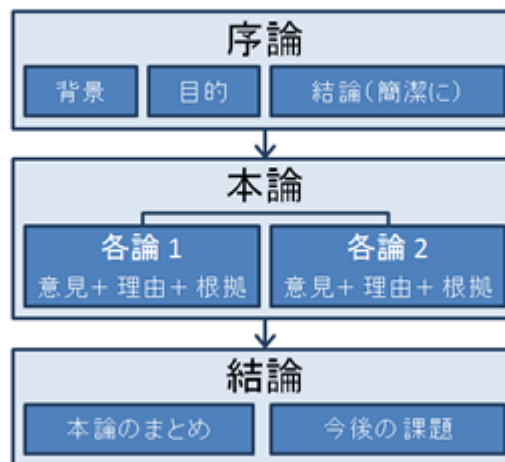 序論
背景
目的
結論(簡潔に)
本論
各論 1
意見+ 理由+ 根拠
各論 2
意見+ 理由+ 根拠
結論
本論のまとめ
今後の課題